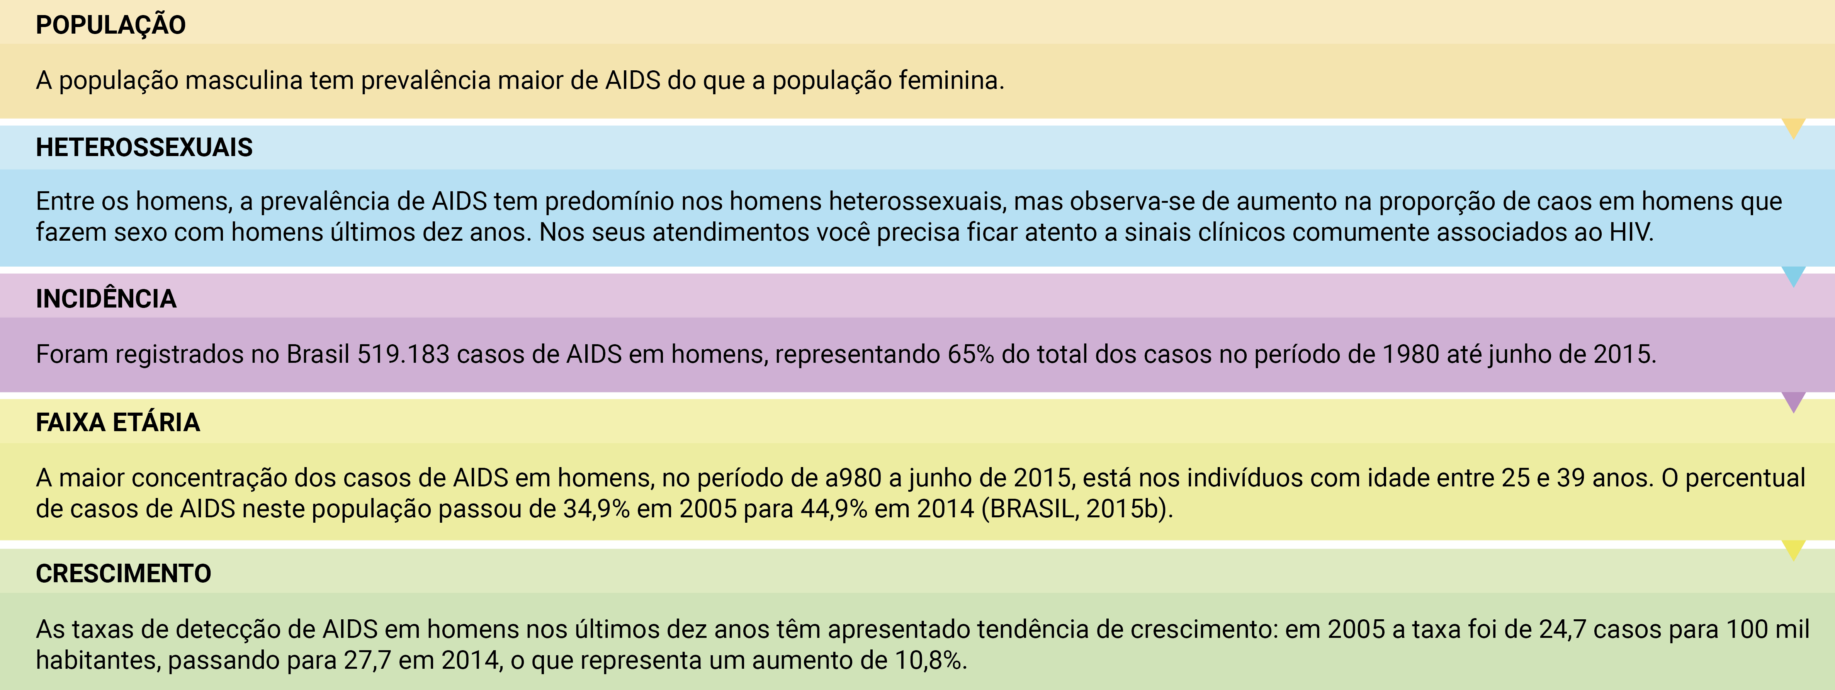 POPULAÇÃO
A população masculina tem prevalência maior de AIDS do que a população feminina.
HETEROSSEXUAIS
Entre os homens, a prevalência de AIDS tem predomínio nos homens heterossexuais, mas observa-se de aumento na proporção de caos em homens que
fazem sexo com homens últimos dez anos. Nos seus atendimentos você precisa ficar atento a sinais clínicos comumente associados ao HIV.
INCIDÊNCIA
Foram registrados no Brasil 519.183 casos de AIDS em homens, representando 65% do total dos casos no período de 1980 até junho de 2015.
FAIXA ETÁRIA
A maior concentração dos casos de AIDS em homens, no período de a980 a junho de 2015, está nos indivíduos com idade entre 25 e 39 anos. O percentual
de casos de AIDS neste população passou de 34,9% em 2005 para 44,9% em 2014 (BRASIL, 2015b).
CRESCIMENTO
As taxas de detecção de AIDS em homens nos últimos dez anos têm apresentado tendência de crescimento: em 2005 a taxa foi de 24,7 casos para 100 mil
habitantes, passando para 27,7 em 2014, o que representa um aumento de 10,8%.